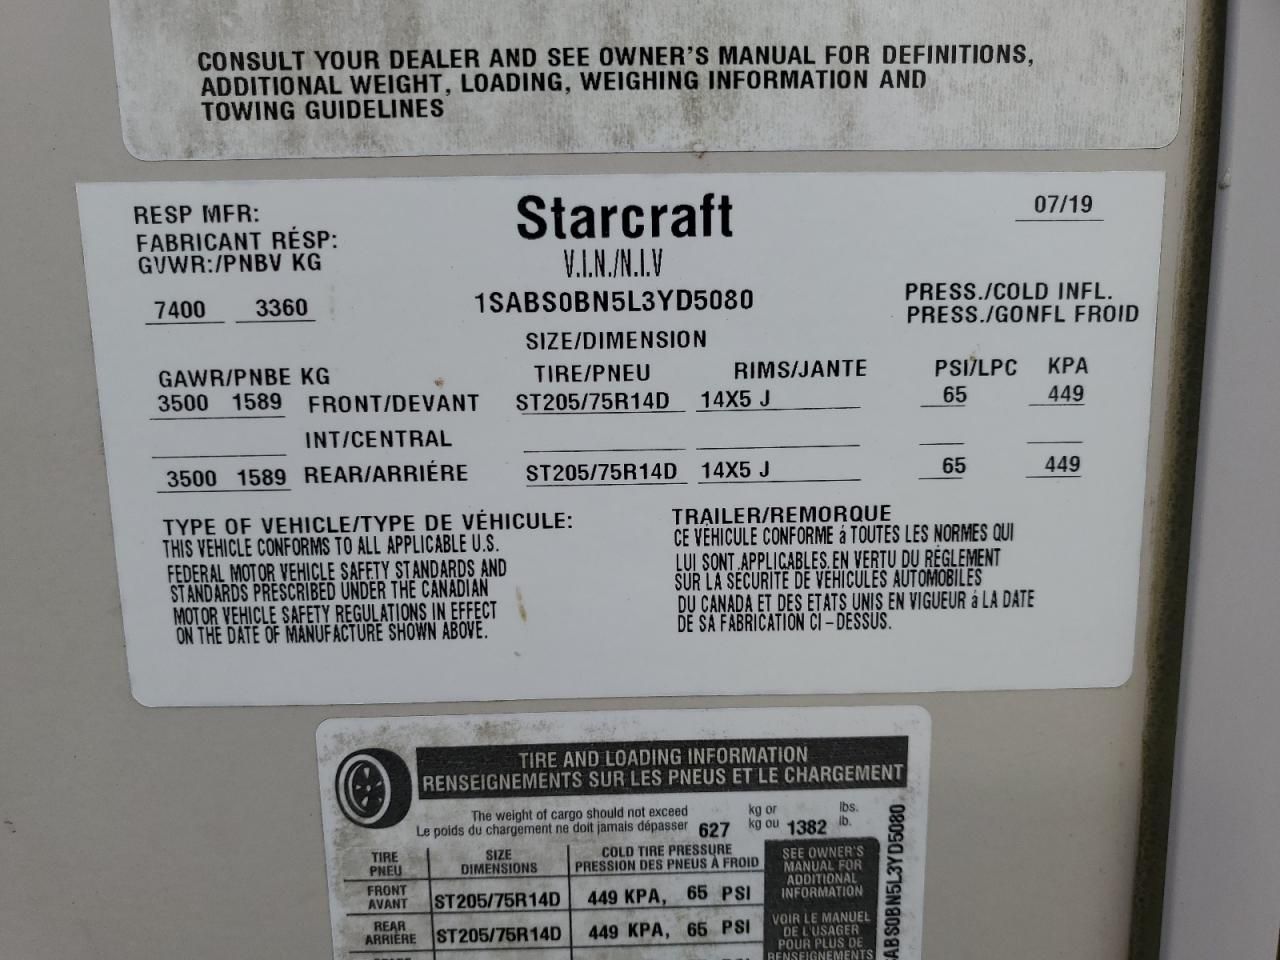 CONSULT YOUR DEALER AND SEE OWNER'S MANUAL FOR DEFINITIONS,
ADDITIONAL WEIGHT, LOADING, WEIGHING INFORMATION AND
TOWING GUIDELINES
RESP MFR:
FABRICANT RÉSP:
GVWR:/PNBV KG
7400 3360
Starcraft
V.I.N./N.I.V
1SABS0BN5L3YD5080
07/19
PRESS./COLD INFL.
PRESS./GONFL FROID
SIZE/DIMENSION
GAWR/PNBE KG TIRE/PNEU RIMS/JANTE PSI/LPC KPA
3500 1589 FRONT/DEVANT ST205/75R14D 14X5 J 65 449
INT/CENTRAL
3500 1589 REAR/ARRIÉRE ST205/75R14D 14X5 J 65 449
TYPE OF VEHICLE/TYPE DE VÉHICULE: TRAILER/REMORQUE
THIS VEHICLE CONFORMS TO ALL APPLICABLE U.S.
FEDERAL MOTOR VEHICLE SAFETY STANDARDS AND
STANDARDS PRESCRIBED UNDER THE CANADIAN
MOTOR VEHICLE SAFETY REGULATIONS IN EFFECT
ON THE DATE OF MANUFACTURE SHOWN ABOVE.
CE VÉHICULE CONFORME á TOUTES LES NORMES QUI
LUI SONT APPLICABLES EN VERTU DU RÉGLEMENT
SUR LA SÉCURITÉ DE VÉHICULES AUTOMOBILES
DU CANADA ET DES ETATS UNIS EN VIGUEUR á LA DATE
DE SA FABRICATION CI-DESSUS.
TIRE AND LOADING INFORMATION
RENSEIGNEMENTS SUR LES PNEUS ET LE CHARGEMENT
The weight of cargo should not exceed kg or lbs.
Le poids du chargement ne doit jamais dépasser 627 kg ou 1382 lb.
TIRE
PNEU
SIZE
DIMENSIONS
COLD TIRE PRESSURE
PRESSION DES PNEUS À FROID
FRONT
AVANT
ST205/75R14D 449 KPA, 65 PSI
REAR
ARRIÈRE
ST205/75R14D 449 KPA, 65 PSI
SEE OWNER'S
MANUAL FOR
ADDITIONAL
INFORMATION
VOIR LE MANUEL
DE L'USAGER
POUR PLUS DE
RENSEIGNEMENTS
ABS0BN5L3YD5080